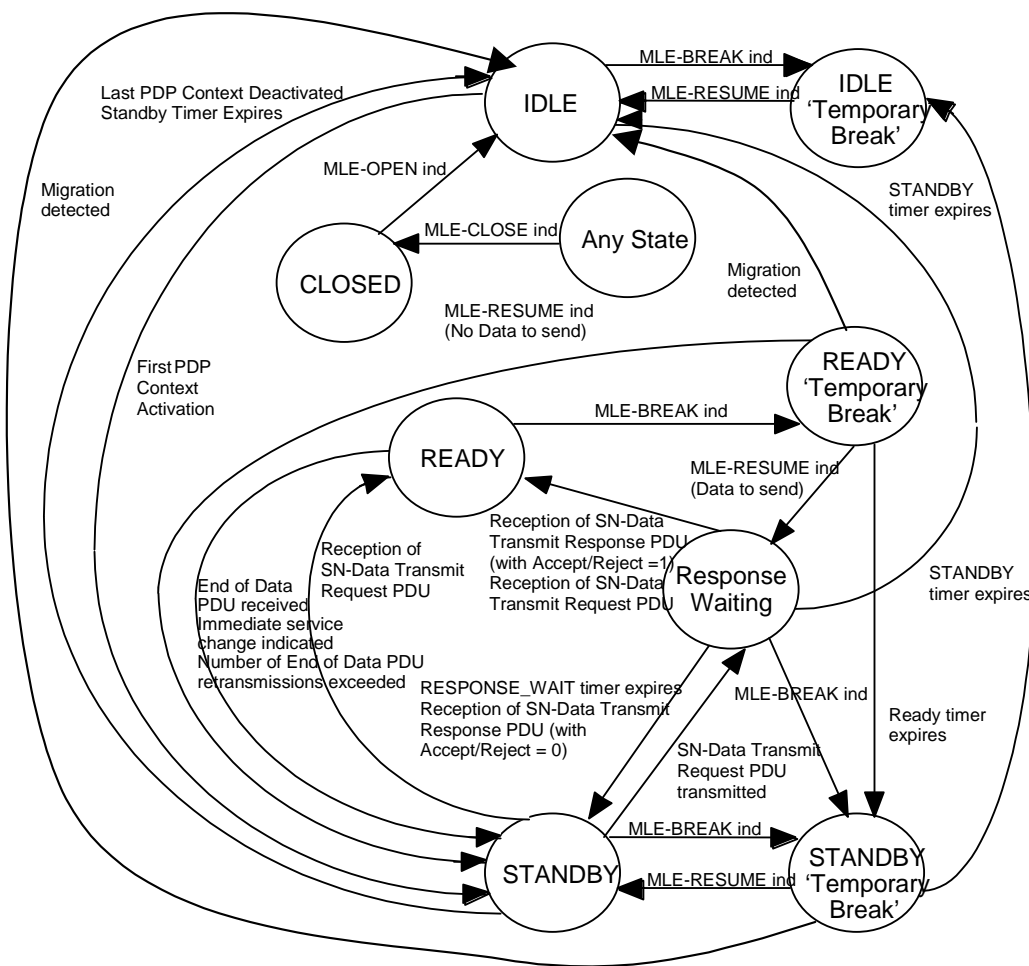 MLE-BREAK ind
IDLE
IDLE
'Temporary
Break'
MLE-RESUME ind
Last PDP Context Deactivated
Standby Timer Expires
MLE-OPEN ind
Migration
detected
STANDBY
timer expires
MLE-CLOSE ind
Any State
CLOSED
Migration
detected
MLE-RESUME ind
(No Data to send)
First PDP
Context
Activation
READY
'Temporary
Break'
MLE-BREAK ind
READY
MLE-RESUME ind
(Data to send)
Reception of SN-Data
Transmit Response PDU
(with Accept/Reject =1)
Reception of SN-Data
Transmit Request PDU
Reception of
SN-Data Transmit
Request PDU
Response
Waiting
STANDBY
timer expires
End of Data
PDU received
Immediate service
change indicated
Number of End of Data PDU
retransmissions exceeded
RESPONSE_WAIT timer expires
Reception of SN-Data Transmit
Response PDU (with
Accept/Reject = 0)
MLE-BREAK ind
Ready timer
expires
SN-Data Transmit
Request PDU
transmitted
MLE-BREAK ind
STANDBY
MLE-RESUME ind
STANDBY
'Temporary
Break'